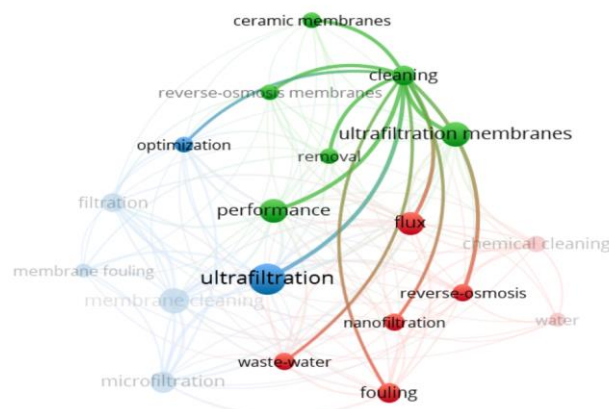 ceramic membranes
cleaning
reverse-osmosis membranes
ultrafiltration membranes
optimization
removal
filtration
performance
flux
chemical cleaning
membrane fouling
ultrafiltration
membrane cleaning
reverse-osmosis
nanofiltration
water
waste-water
microfiltration
fouling